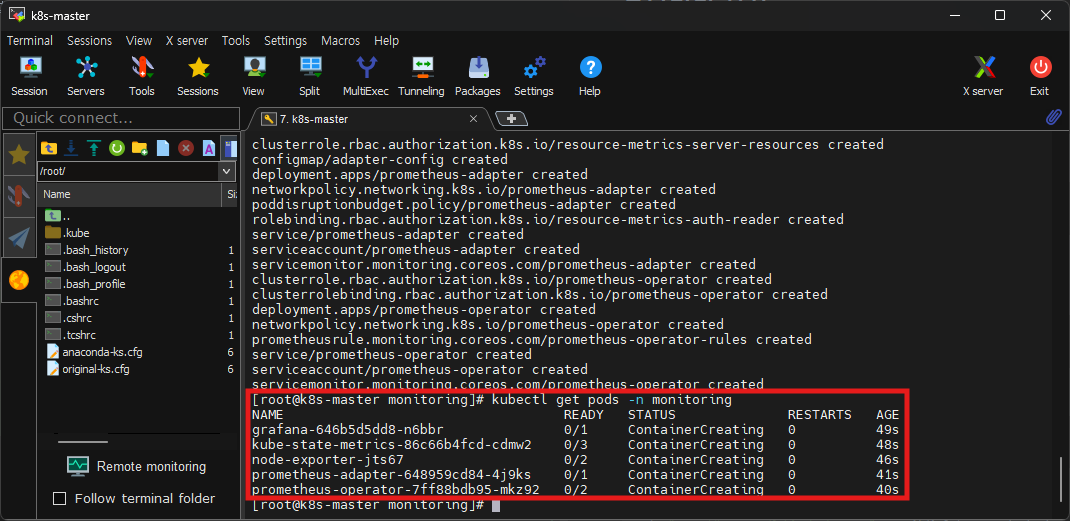 k8s-master
Terminal Sessions View X server Tools Settings Macros Help
Session Servers Tools Sessions View Split MultiExec Tunneling Packages Settings Help X server Exit
Quick connect...
7. k8s-master
/root/
Name Siz
..
.kube
.bash_history 1
.bash_logout 1
.bash_profile 1
.bashrc 1
.cshrc 1
.tcshrc 1
anaconda-ks.cfg 6
original-ks.cfg 6
Remote monitoring
Follow terminal folder
clusterrole.rbac.authorization.k8s.io/resource-metrics-server-resources created
configmap/adapter-config created
deployment.apps/prometheus-adapter created
networkpolicy.networking.k8s.io/prometheus-adapter created
poddisruptionbudget.policy/prometheus-adapter created
rolebinding.rbac.authorization.k8s.io/resource-metrics-auth-reader created
service/prometheus-adapter created
serviceaccount/prometheus-adapter created
servicemonitor.monitoring.coreos.com/prometheus-adapter created
clusterrole.rbac.authorization.k8s.io/prometheus-operator created
clusterrolebinding.rbac.authorization.k8s.io/prometheus-operator created
deployment.apps/prometheus-operator created
networkpolicy.networking.k8s.io/prometheus-operator created
prometheusrule.monitoring.coreos.com/prometheus-operator-rules created
service/prometheus-operator created
serviceaccount/prometheus-operator created
servicemonitor.monitoring.coreos.com/prometheus-operator created
[root@k8s-master monitoring]# kubectl get pods -n monitoring
NAME READY STATUS RESTARTS AGE
grafana-646b5d5dd8-n6bbr 0/1 ContainerCreating 0 49s
kube-state-metrics-86c66b4fcd-cdmw2 0/3 ContainerCreating 0 48s
node-exporter-jts67 0/2 ContainerCreating 0 46s
prometheus-adapter-648959cd84-4j9ks 0/1 ContainerCreating 0 41s
prometheus-operator-7ff88bdb95-mkz92 0/2 ContainerCreating 0 40s
[root@k8s-master monitoring]#